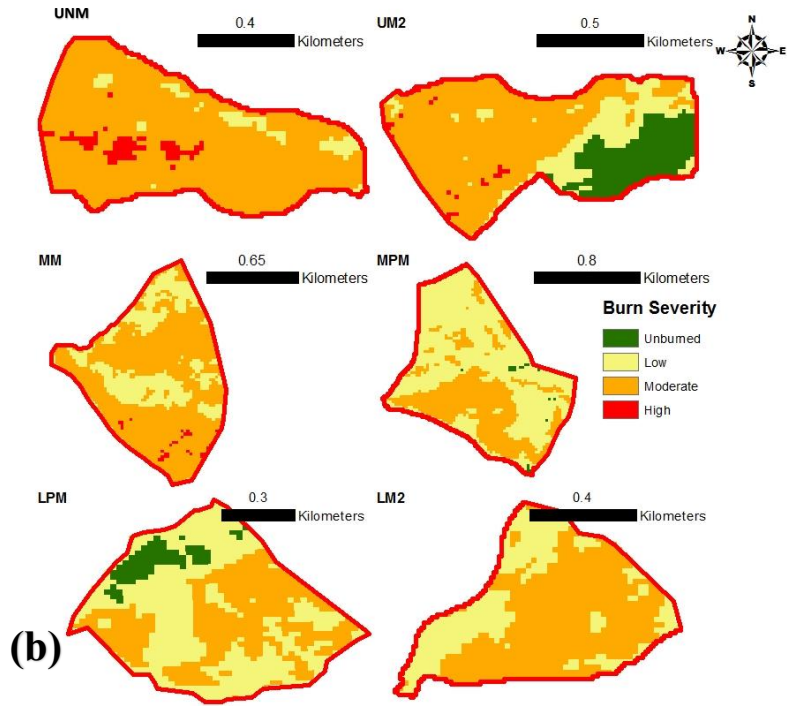 UNM
0.4
Kilometers
UM2
0.5
Kilometers
N
W E
S
MM
0.65
Kilometers
MPM
0.8
Kilometers
Burn Severity
Unburned
Low
Moderate
High
LPM
0.3
Kilometers
LM2
0.4
Kilometers
(b)